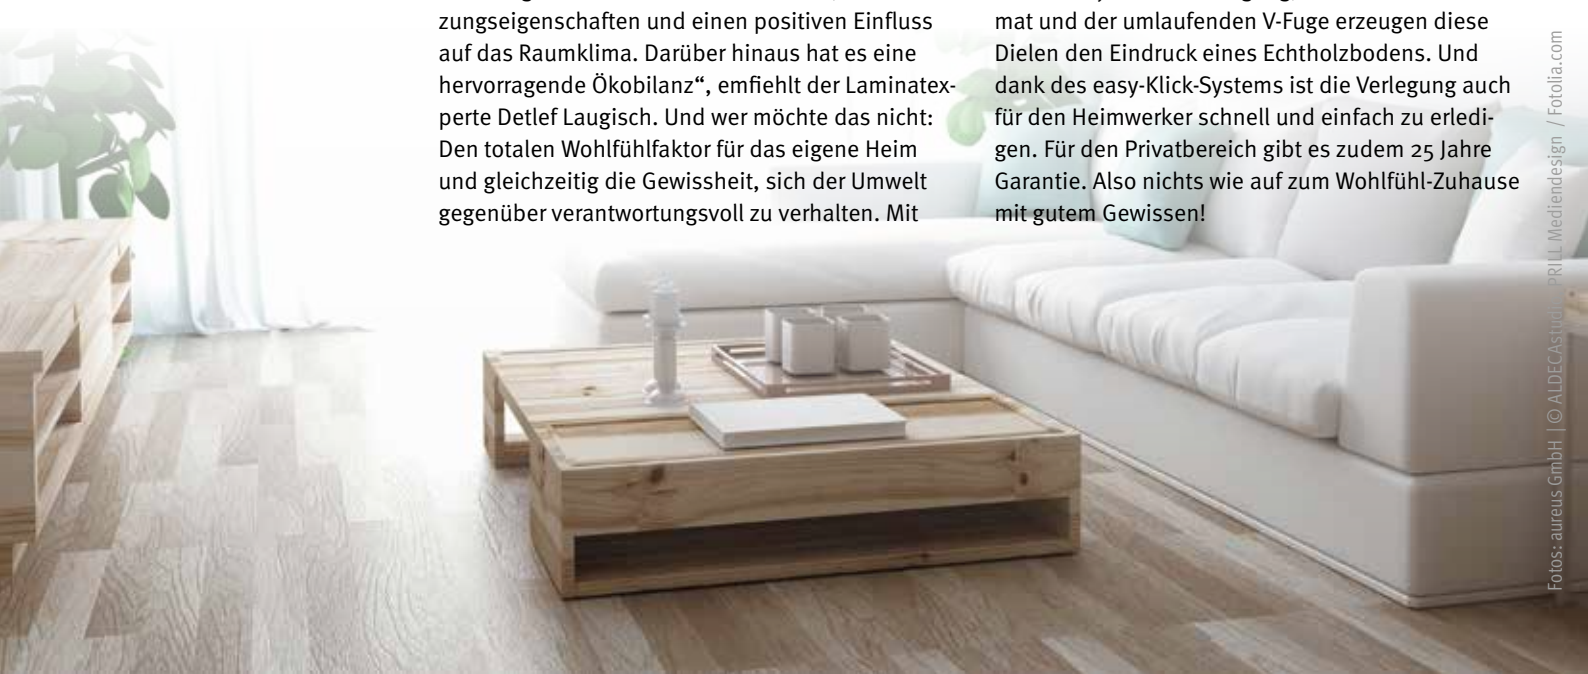 zungseigenschaften und einen positiven Einfluss
auf das Raumklima. Darüber hinaus hat es eine
hervorragende Ökobilanz“, emfiehlt der Laminatex-
perte Detlef Laugisch. Und wer möchte das nicht:
Den totalen Wohlfühlfaktor für das eigene Heim
und gleichzeitig die Gewissheit, sich der Umwelt
gegenüber verantwortungsvoll zu verhalten. Mit
mat und der umlaufenden V-Fuge erzeugen diese
Dielen den Eindruck eines Echtholzbodens. Und
dank des easy-Klick-Systems ist die Verlegung auch
für den Heimwerker schnell und einfach zu erledi-
gen. Für den Privatbereich gibt es zudem 25 Jahre
Garantie. Also nichts wie auf zum Wohlfühl-Zuhause
mit gutem Gewissen!
Fotos: aureus GmbH | © ALDECAstudio PRILL Mediendesign / Fotolia.com